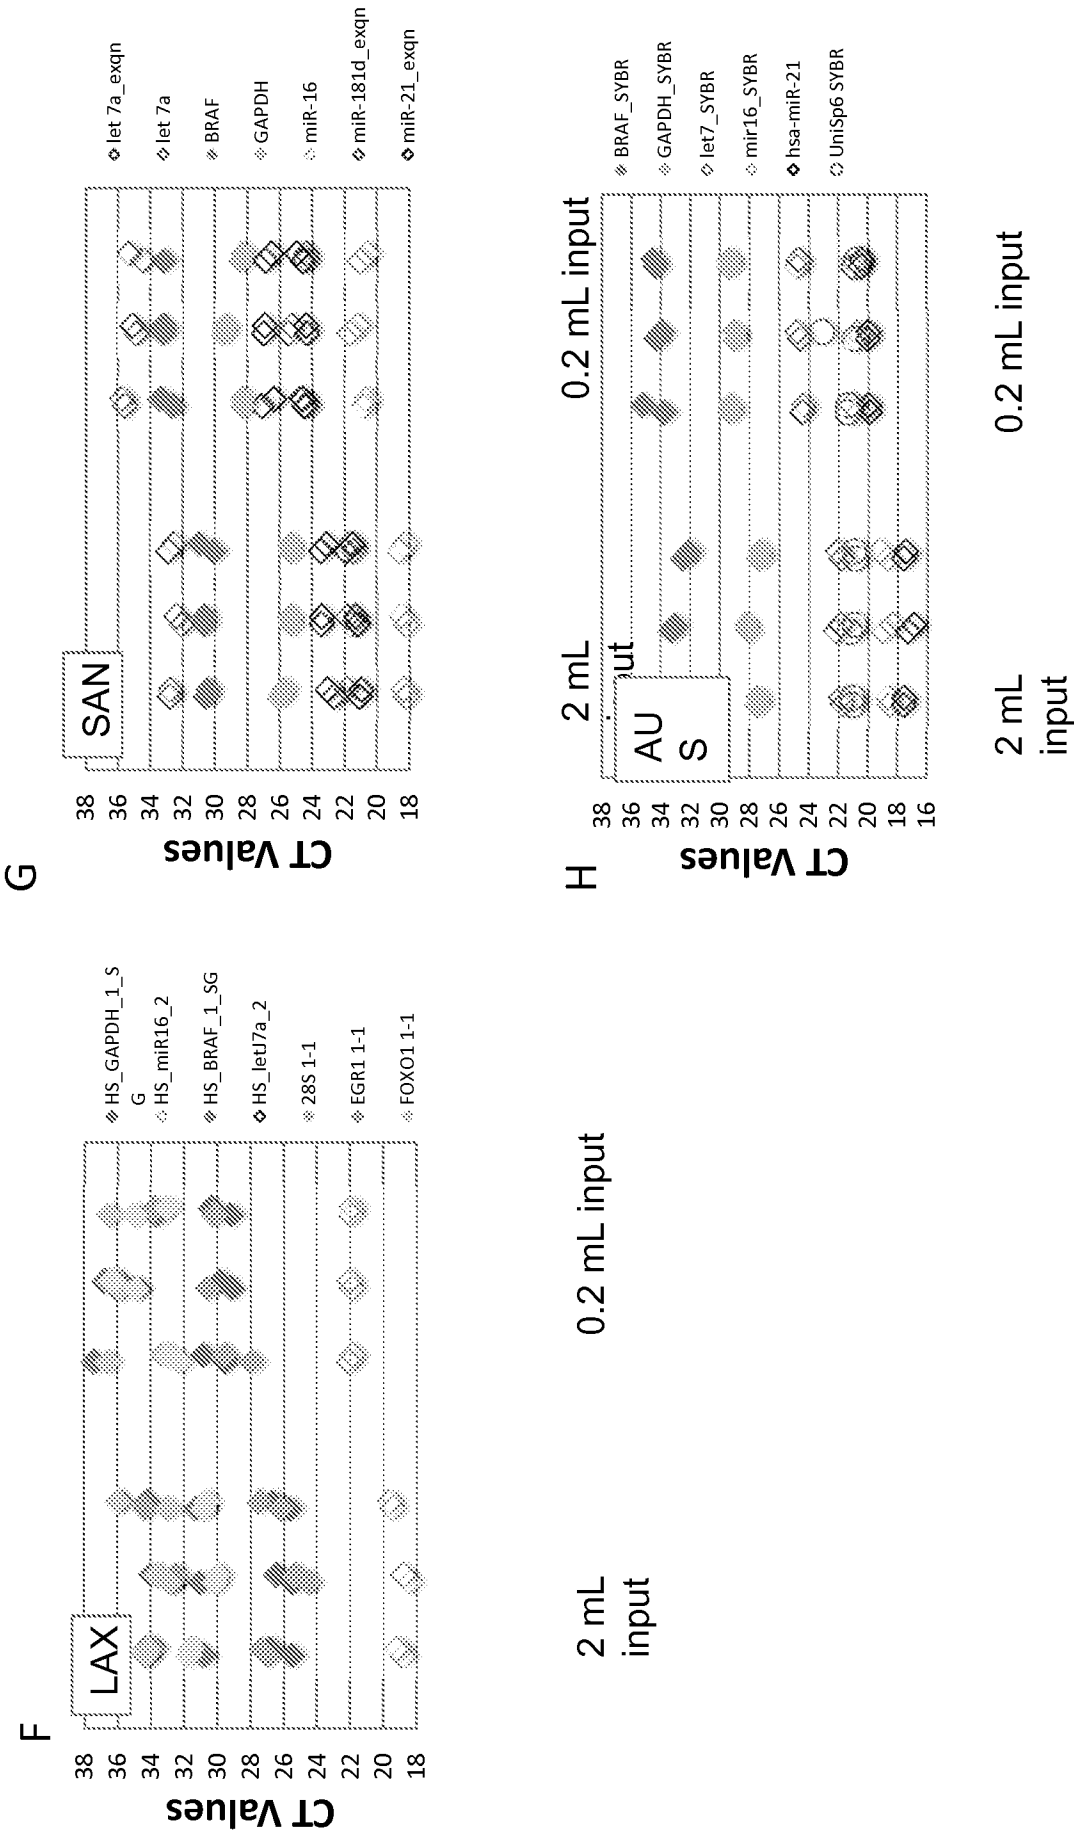 F
LAX
CT Values
38
36
34
32
30
28
26
24
22
20
18
HS_GAPDH_1_S
G
HS_miR16_2
HS_BRAF_1_SG
HS_letJ7a_2
28S 1-1
EGR1 1-1
FOXO1 1-1
2 mL
input
0.2 mL input
G
SAN
CT Values
38
36
34
32
30
28
26
24
22
20
18
let 7a_exqn
let 7a
BRAF
GAPDH
miR-16
miR-181d_exqn
miR-21_exqn
2 mL
0.2 mL input
H
AU
S
CT Values
38
36
34
32
30
28
26
24
22
20
18
16
BRAF_SYBR
GAPDH_SYBR
let7_SYBR
mir16_SYBR
hsa-miR-21
UniSp6 SYBR
2 mL
input
0.2 mL input